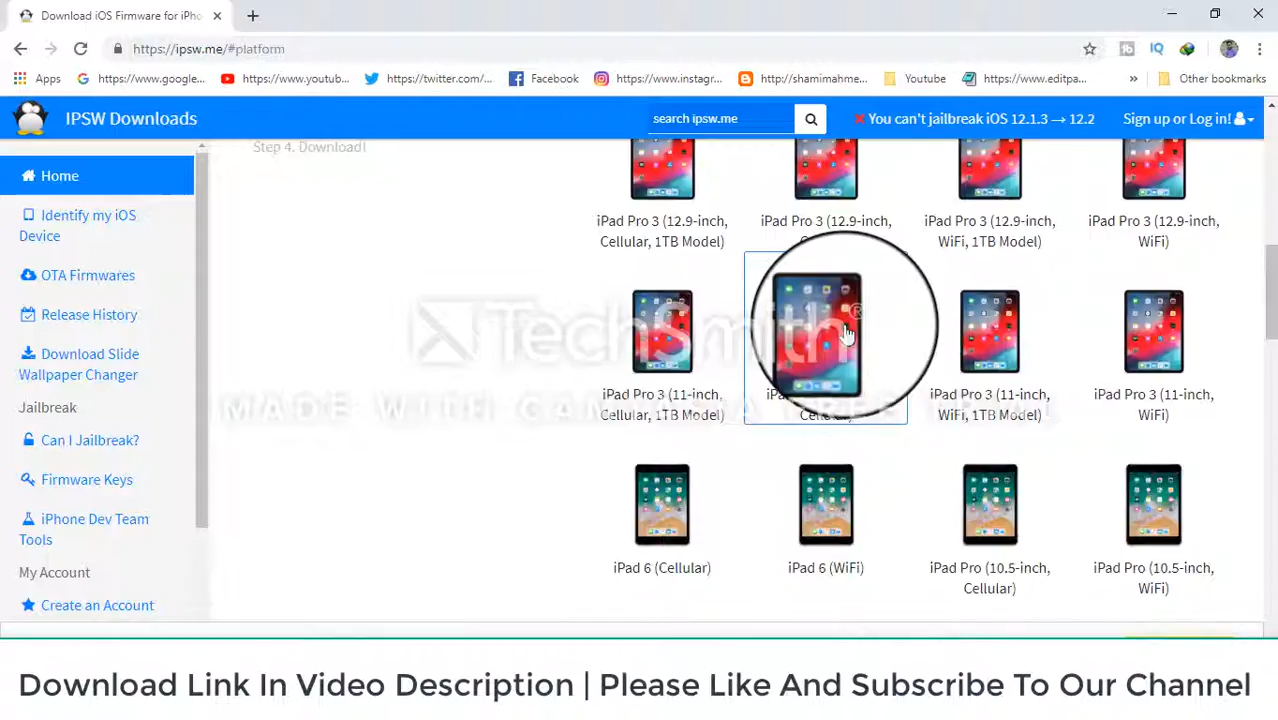 Download iOS Firmware for iPho
https://ipsw.me/#platform
Apps
https://www.google...
https://www.youtub...
https://twitter.com/...
Facebook
https://www.instagr...
http://shamimahme...
Youtube
https://www.editpa...
»
Other bookmarks
IPSW Downloads
search ipsw.me
You can't jailbreak iOS 12.1.3 → 12.2
Sign up or Log in!
Home
Identify my iOS
Device
OTA Firmwares
Release History
Download Slide
Wallpaper Changer
Jailbreak
Can I Jailbreak?
Firmware Keys
iPhone Dev Team
Tools
My Account
Create an Account
Step 4. Download!
iPad Pro 3 (12.9-inch,
Cellular, 1TB Model)
iPad Pro 3 (12.9-inch,
iPad Pro 3 (12.9-inch,
WiFi, 1TB Model)
iPad Pro 3 (12.9-inch,
WiFi)
TechSmith®
MADE WITH CAMTASIA FREE TRIAL
iPad Pro 3 (11-inch,
Cellular, 1TB Model)
iPad Pro 3 (11-inch,
WiFi, 1TB Model)
iPad Pro 3 (11-inch,
WiFi)
iPad 6 (Cellular)
iPad 6 (WiFi)
iPad Pro (10.5-inch,
Cellular)
iPad Pro (10.5-inch,
WiFi)
Download Link In Video Description | Please Like And Subscribe To Our Channel